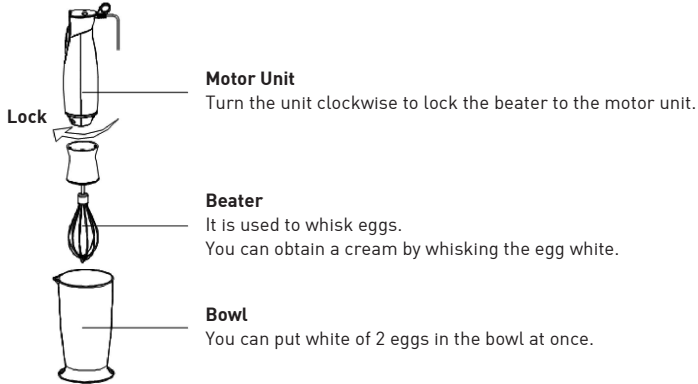 Motor Unit
Turn the unit clockwise to lock the beater to the motor unit.
Lock
Beater
It is used to whisk eggs.
You can obtain a cream by whisking the egg white.
Bowl
You can put white of 2 eggs in the bowl at once.